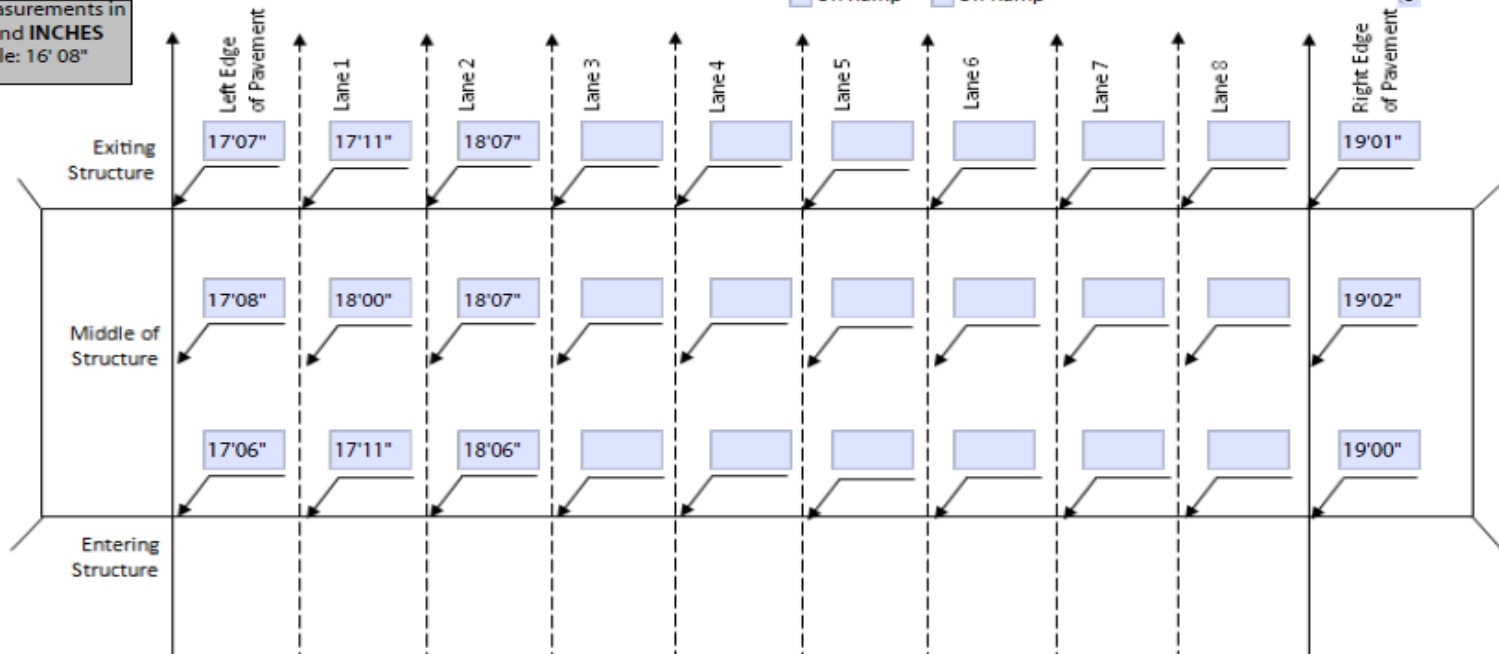 asurements in
nd INCHES
le: 16' 08"
Left Edge
of Pavement
Lane 1
Lane 2
Lane 3
Lane 4
Lane 5
Lane 6
Lane 7
Lane 8
Right Edge
of Pavement
Exiting
Structure
17'07"
17'11"
18'07"
19'01"
Middle of
Structure
17'08"
18'00"
18'07"
19'02"
17'06"
17'11"
18'06"
19'00"
Entering
Structure